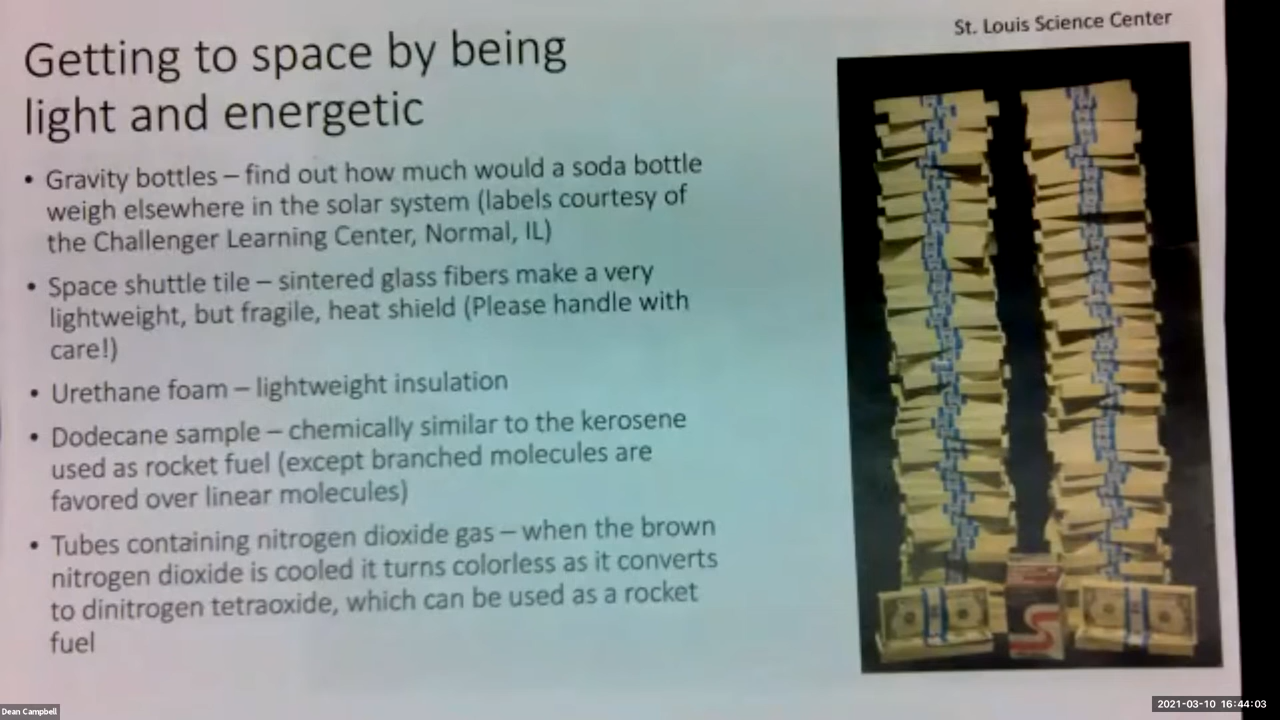 St. Louis Science Center
Getting to space by being
light and energetic
• Gravity bottles – find out how much would a soda bottle
weigh elsewhere in the solar system (labels courtesy of
the Challenger Learning Center, Normal, IL)
• Space shuttle tile – sintered glass fibers make a very
lightweight, but fragile, heat shield (Please handle with
care!)
• Urethane foam – lightweight insulation
• Dodecane sample – chemically similar to the kerosene
used as rocket fuel (except branched molecules are
favored over linear molecules)
• Tubes containing nitrogen dioxide gas – when the brown
nitrogen dioxide is cooled it turns colorless as it converts
to dinitrogen tetraoxide, which can be used as a rocket
fuel
Dean Campbell
2021-03-10 16:44:03